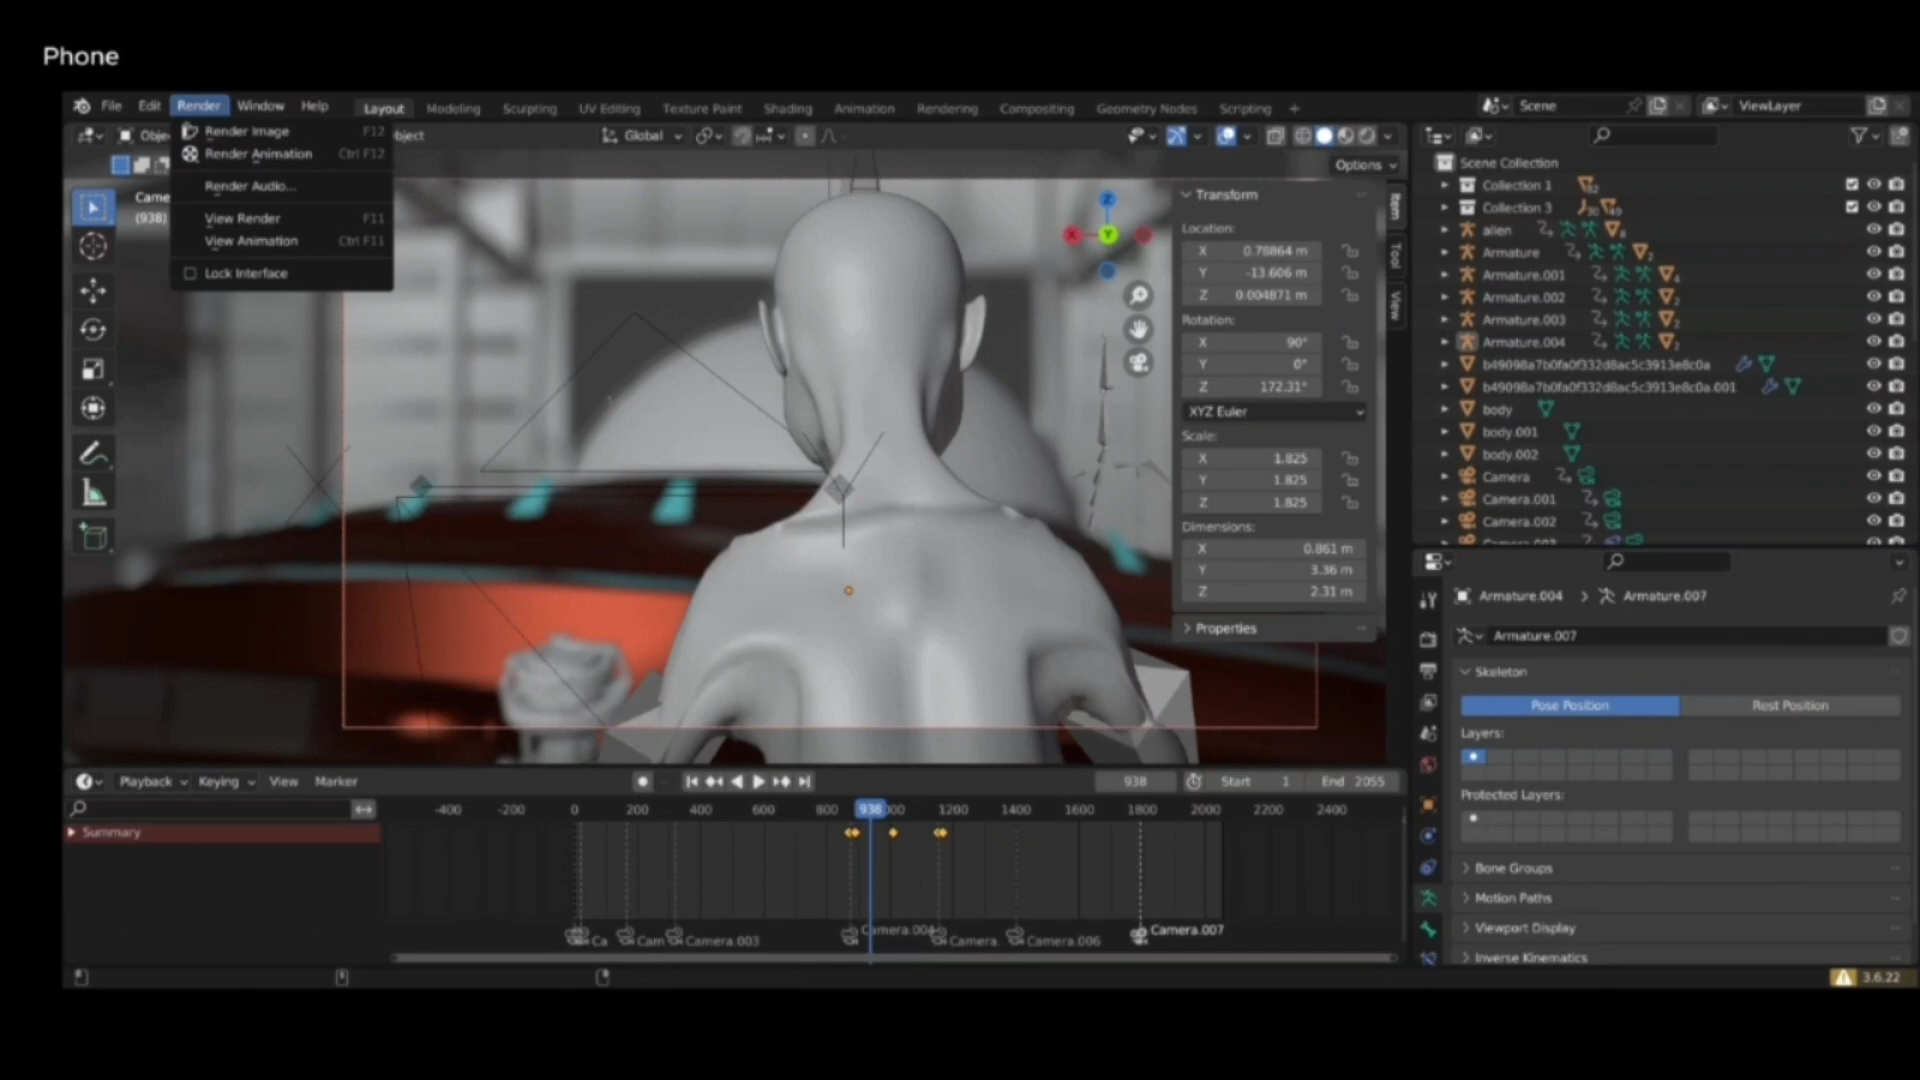 Phone
File Edit Render Window Help Layout Modeling Sculpting UV Editing Texture Paint Shading Animation Rendering Compositing Geometry Nodes Scripting + Scene ViewLayer
Render Image F12
Render Animation Ctrl F12
Render Audio...
View Render F11
View Animation Ctrl F11
Lock Interface
Global
Options
(938)
Transform
Location:
X 0.78864 m
Y -13.606 m
Z 0.004871 m
Rotation:
X 90°
Y 0°
Z 172.31°
XYZ Euler
Scale:
X 1.825
Y 1.825
Z 1.825
Dimensions:
X 0.861 m
Y 3.36 m
Z 2.31 m
Properties
Item
Tool
View
Z
X
Y
Scene Collection
Collection 1
Collection 3
alien
Armature
Armature.001
Armature.002
Armature.003
Armature.004
b49098a7b0fa0f332d8ac5c3913e8c0a
b49098a7b0fa0f332d8ac5c3913e8c0a.001
body
body.001
body.002
Camera
Camera.001
Camera.002
Armature.004 > Armature.007
Armature.007
Skeleton
Pose Position Rest Position
Layers:
Protected Layers:
Bone Groups
Motion Paths
Viewport Display
Inverse Kinematics
Playback Keying View Marker 938 Start 1 End 2055
-400 -200 0 200 400 600 800 938 1200 1400 1600 1800 2000 2200 2400
Summary
Camera.003 Camera.004 Camera. Camera.006 Camera.007
3.6.22